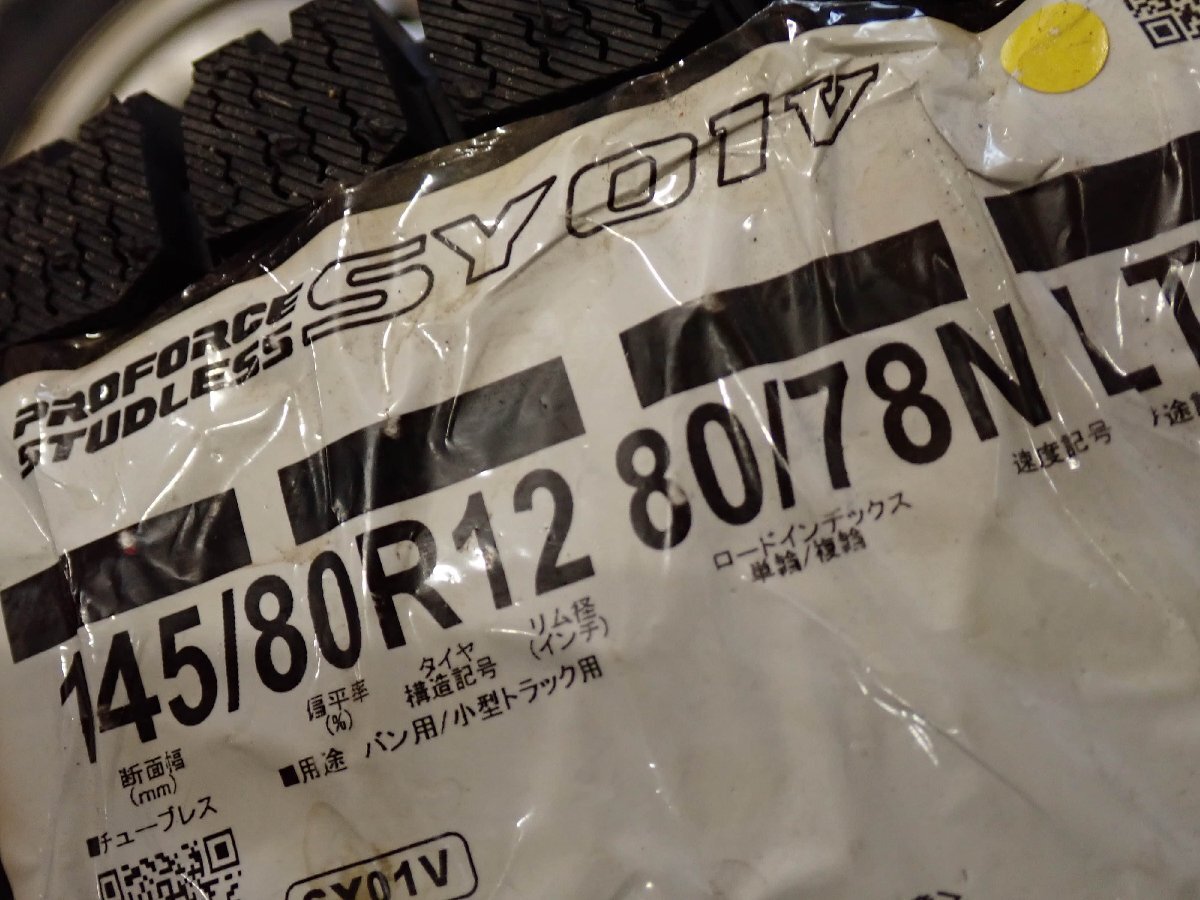 PROFORCE
STUDLESS
SY01V
145/80R12 80/78N LT
断面幅
(mm)
偏平率
(%)
タイヤ
構造記号
リム径
(インチ)
ロードインデックス
単輪/複輪
速度記号
■用途 バン用/小型トラック用
■チューブレス
SY01V